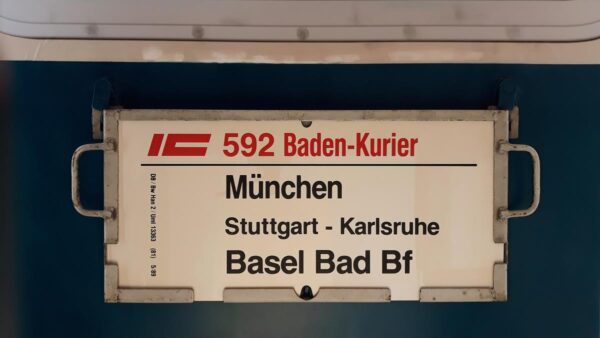 IC 592 Baden-Kurier
München
Stuttgart - Karlsruhe
Basel Bad Bf